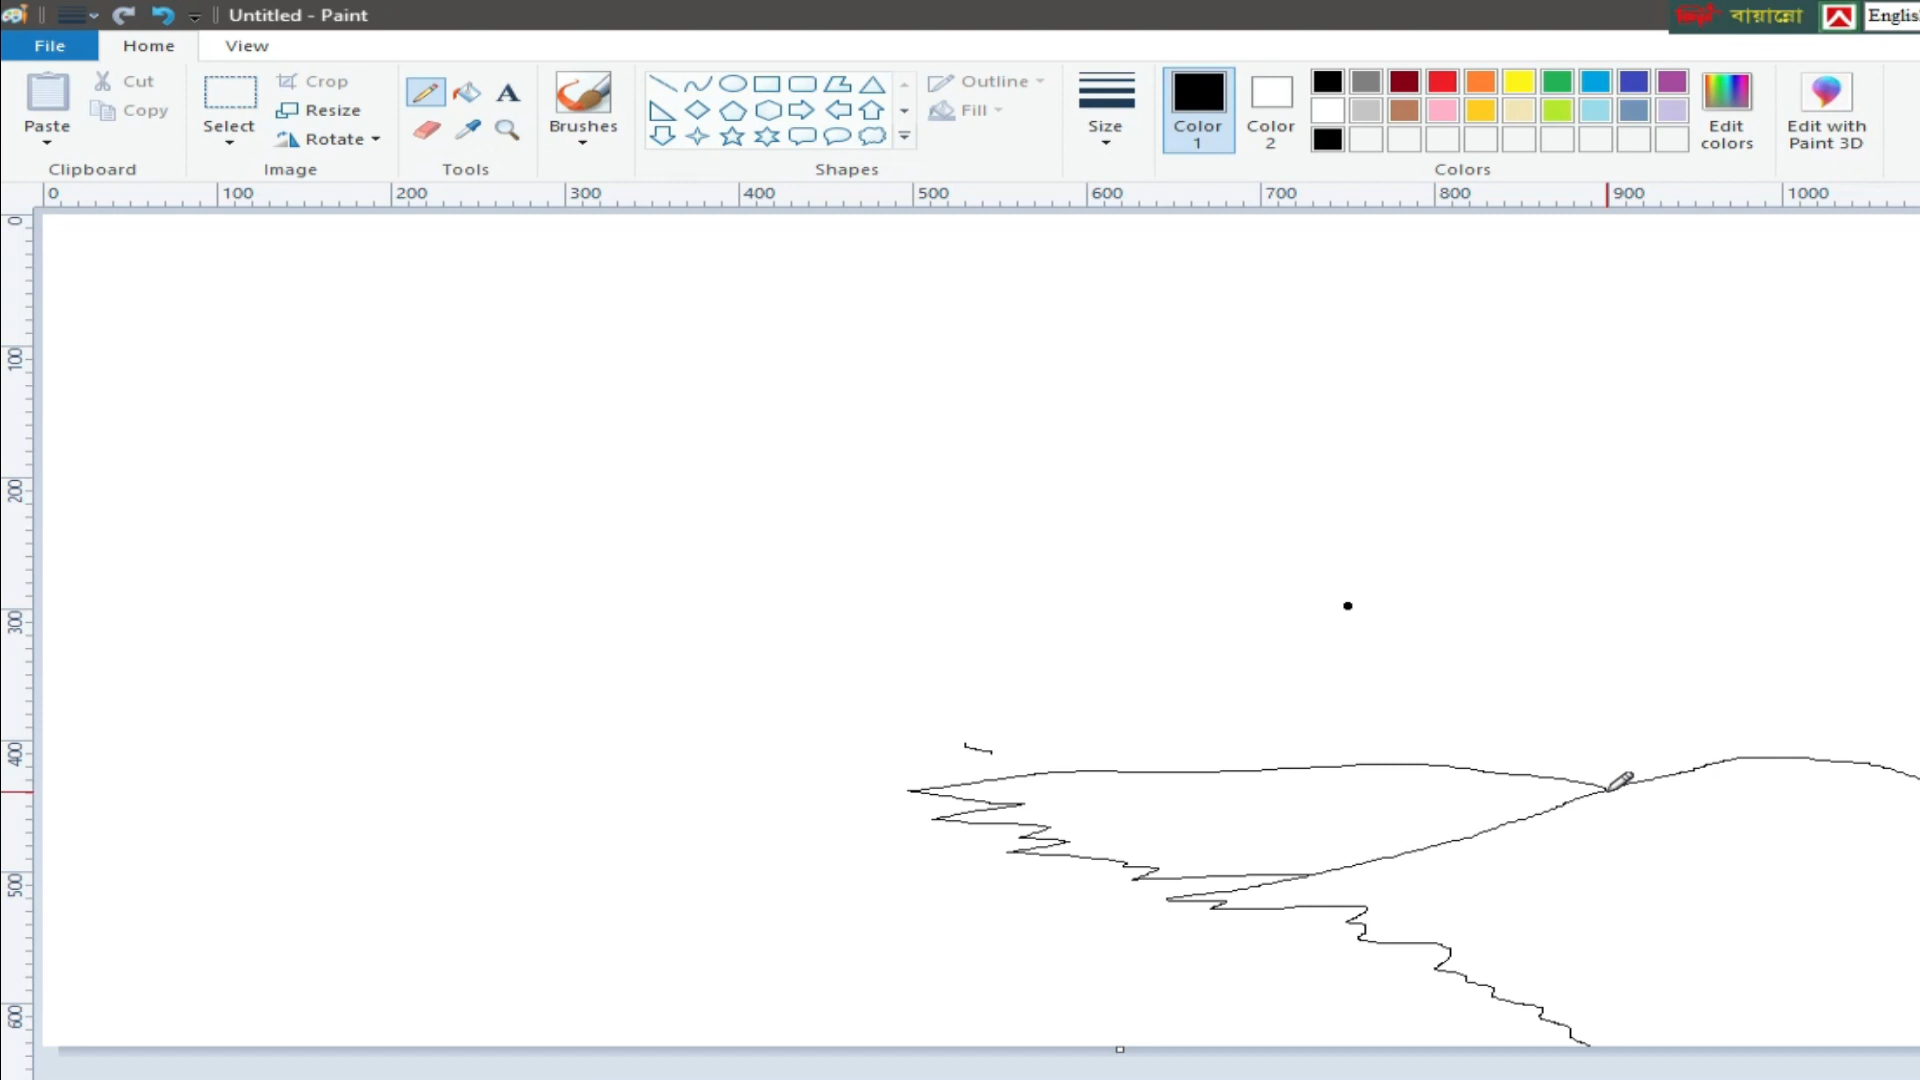 Untitled - Paint
বায়ান্নো
Englis
File Home View
Cut
Copy
Paste
Clipboard
Select
Crop
Resize
Rotate
Image
A
Tools
Brushes
Shapes
Outline
Fill
Size
Color
1
Color
2
Edit
colors
Colors
Edit with
Paint 3D
0 100 200 300 400 500 600 700 800 900 1000
0
100
200
300
400
500
600